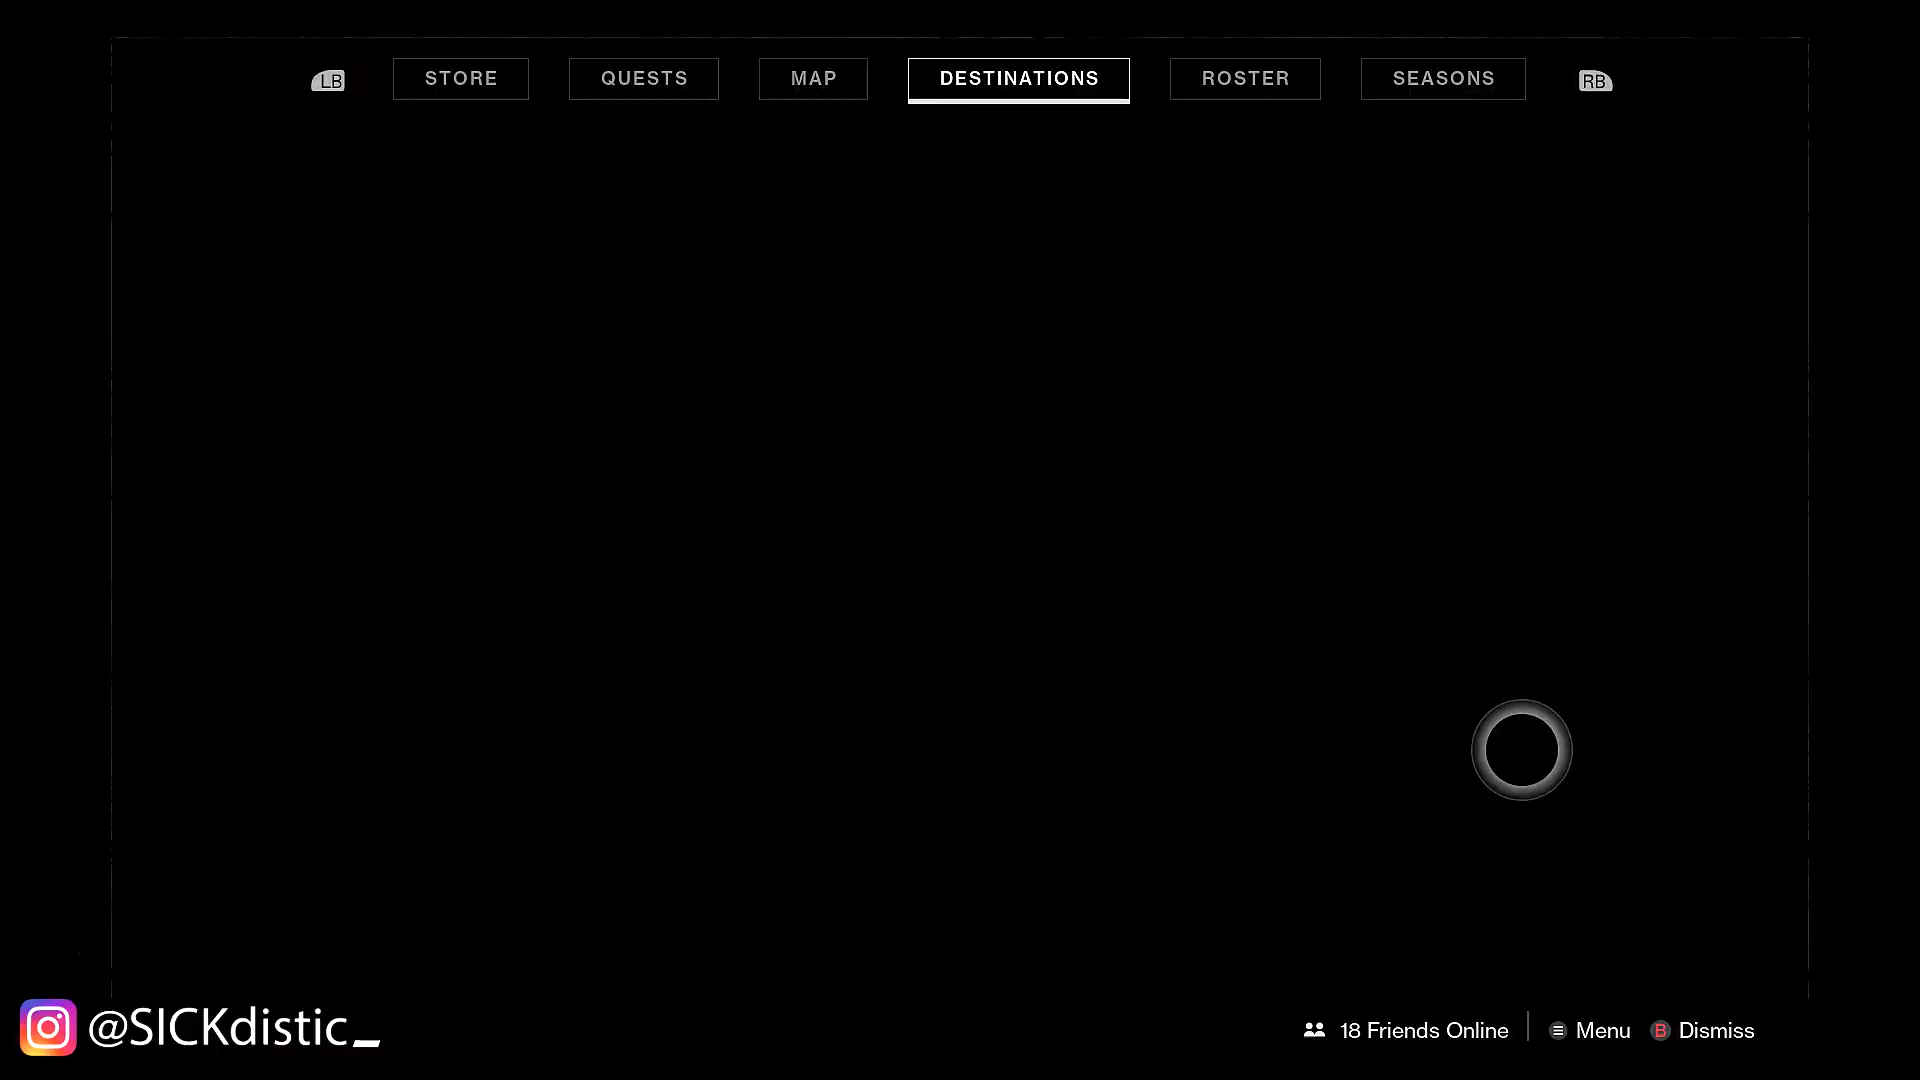 LB STORE QUESTS MAP DESTINATIONS ROSTER SEASONS RB
@SICKdistic_
18 Friends Online Menu B Dismiss